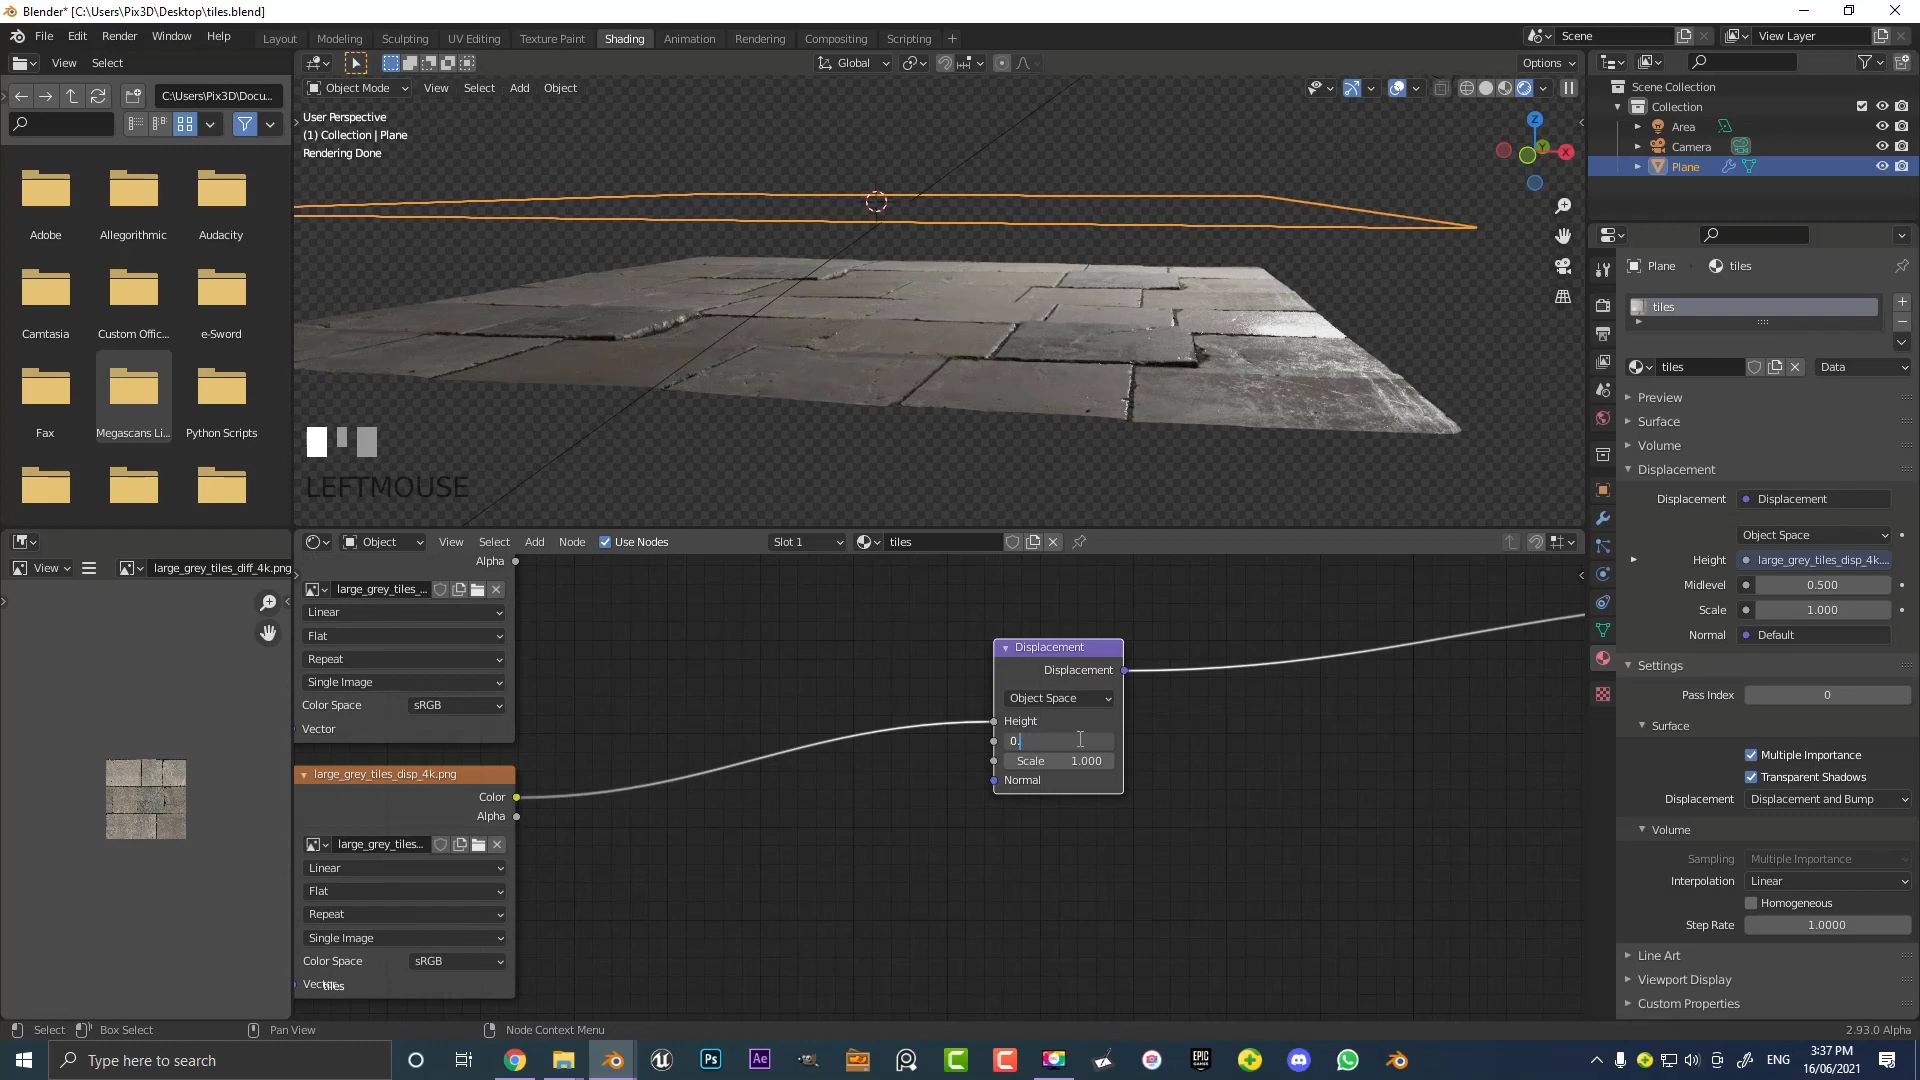 Blender* [C:\Users\Pix3D\Desktop\tiles.blend]
File Edit Render Window Help
Layout Modeling Sculpting UV Editing Texture Paint Shading Animation Rendering Compositing Scripting
Scene View Layer
View Select
Global Options
C:\Users\Pix3D\Docu...
Object Mode View Select Add Object
User Perspective
(1) Collection | Plane
Rendering Done
Z
Y
X
Scene Collection
Collection
Area
Camera
Plane
Adobe Allegorithmic Audacity
Camtasia Custom Offic... e-Sword
Fax Megascans Li... Python Scripts
LEFTMOUSE
Plane tiles
tiles
tiles Data
Preview
Surface
Volume
Displacement
Displacement Displacement
Object Space
Height large_grey_tiles_disp_4k....
Midlevel 0.500
Scale 1.000
Normal Default
Settings
Pass Index 0
Surface
Multiple Importance
Transparent Shadows
Displacement Displacement and Bump
Volume
Sampling Multiple Importance
Interpolation Linear
Homogeneous
Step Rate 1.0000
Line Art
Viewport Display
Custom Properties
Object View Select Add Node Use Nodes Slot 1 tiles
View large_grey_tiles_diff_4k.png
Alpha
large_grey_tiles_...
Linear
Flat
Repeat
Single Image
Color Space sRGB
Vector
large_grey_tiles_disp_4k.png
Color
Alpha
large_grey_tiles...
Linear
Flat
Repeat
Single Image
Color Space sRGB
tiles
Displacement
Displacement
Object Space
Height
0.
Scale 1.000
Normal
Select Box Select Pan View Node Context Menu 2.93.0 Alpha
Type here to search
Ps Ae EPIC GAMES
ENG
3:37 PM
16/06/2021